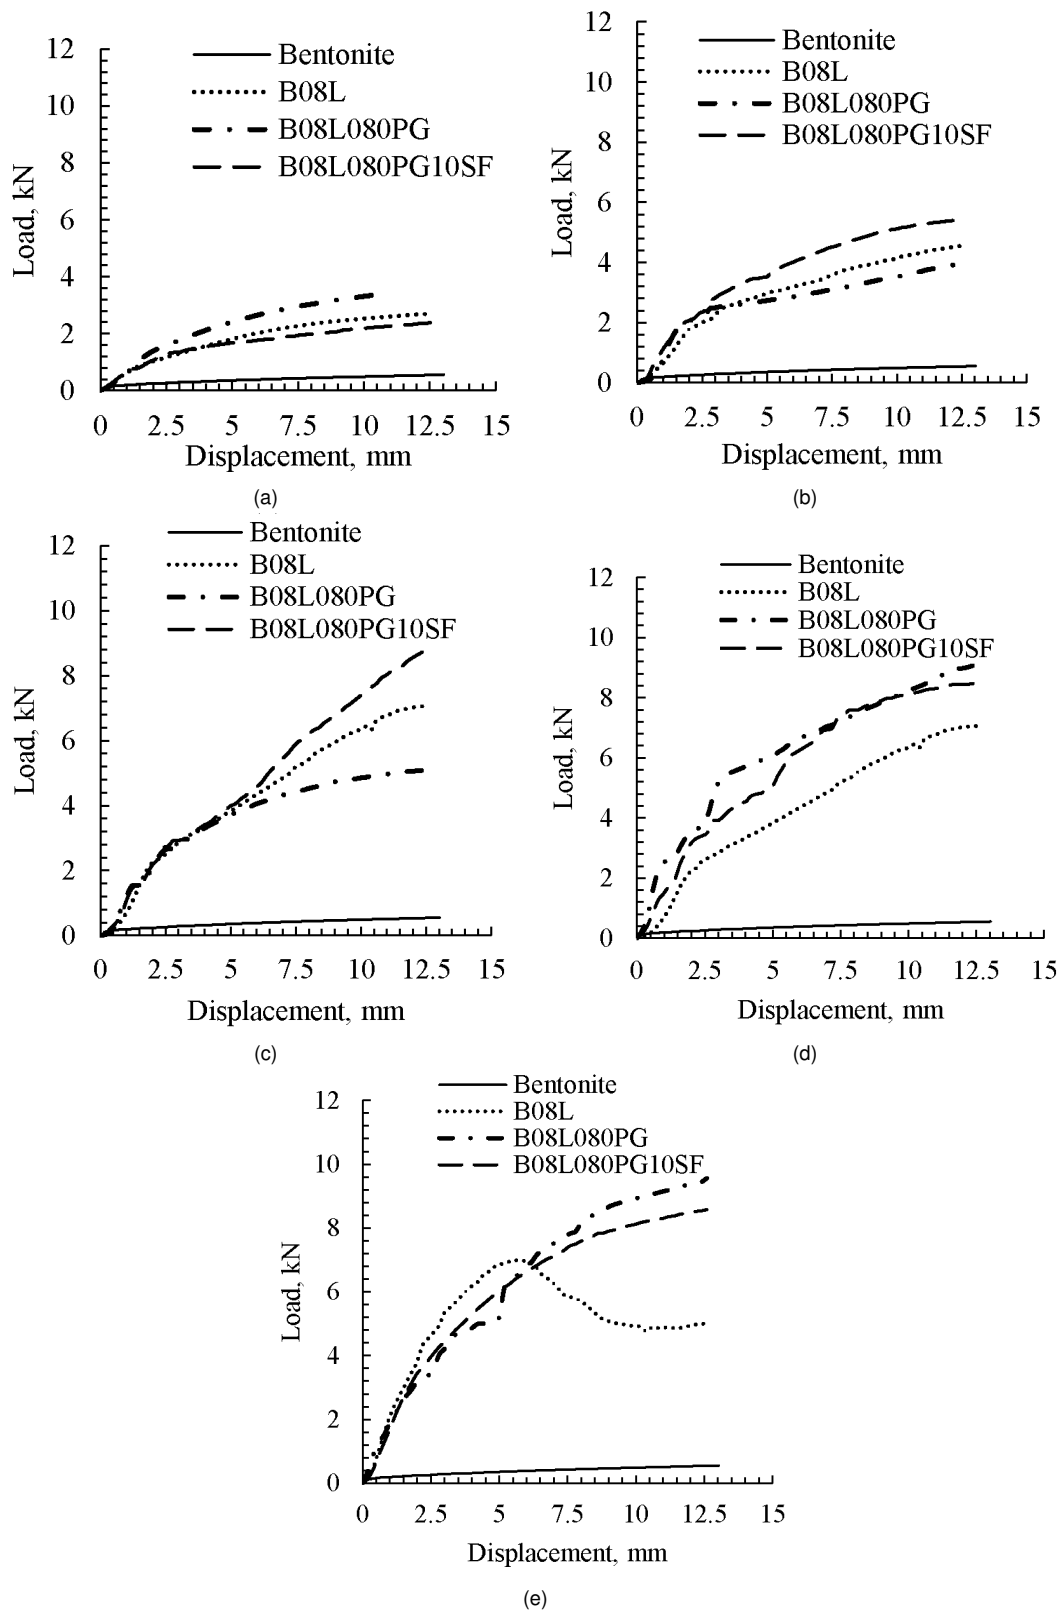 Bentonite
B08L
B08L080PG
B08L080PG10SF
12
10
8
6
4
2
0
Load, kN
0 2.5 5 7.5 10 12.5 15
Displacement, mm
(a)
Bentonite
B08L
B08L080PG
B08L080PG10SF
12
10
8
6
4
2
0
Load, kN
0 2.5 5 7.5 10 12.5 15
Displacement, mm
(b)
Bentonite
B08L
B08L080PG
B08L080PG10SF
12
10
8
6
4
2
0
Load, kN
0 2.5 5 7.5 10 12.5 15
Displacement, mm
(c)
Bentonite
B08L
B08L080PG
B08L080PG10SF
12
10
8
6
4
2
0
Load, kN
0 2.5 5 7.5 10 12.5 15
Displacement, mm
(d)
Bentonite
B08L
B08L080PG
B08L080PG10SF
12
10
8
6
4
2
0
Load, kN
0 2.5 5 7.5 10 12.5 15
Displacement, mm
(e)